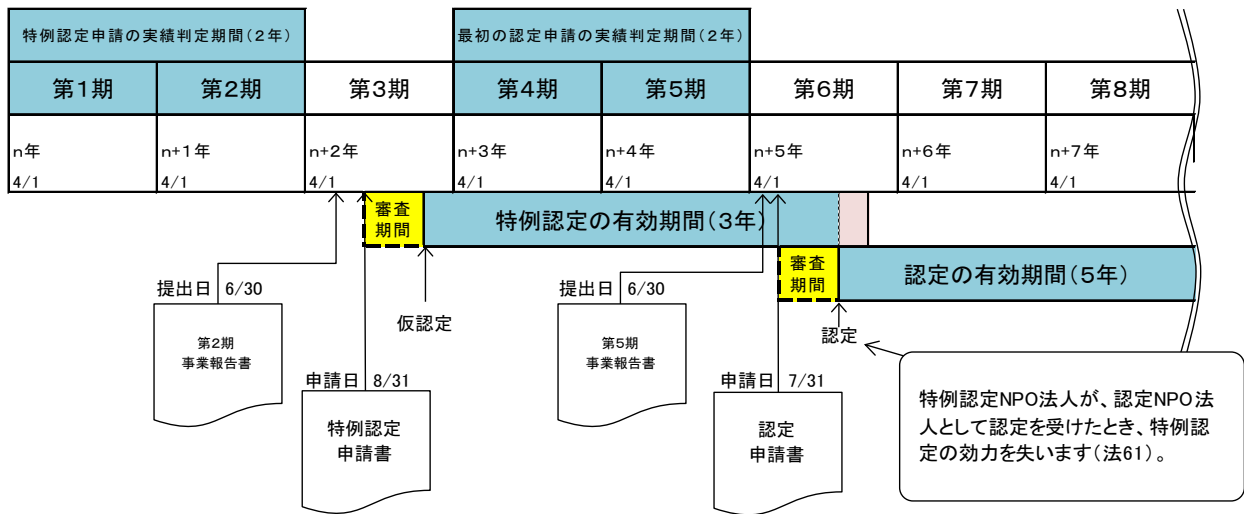 特例認定申請の実績判定期間(2年)
最初の認定申請の実績判定期間(2年)
第1期
第2期
第3期
第4期
第5期
第6期
第7期
第8期
n年
4/1
n+1年
4/1
n+2年
4/1
n+3年
4/1
n+4年
4/1
n+5年
4/1
n+6年
4/1
n+7年
4/1
審査
期間
特例認定の有効期間(3年)
審査
期間
認定の有効期間(5年)
提出日 6/30
第2期
事業報告書
仮認定
申請日 8/31
特例認定
申請書
提出日 6/30
第5期
事業報告書
申請日 7/31
認定
申請書
認定
特例認定NPO法人が、認定NPO法
人として認定を受けたとき、特例認
定の効力を失います(法61)。